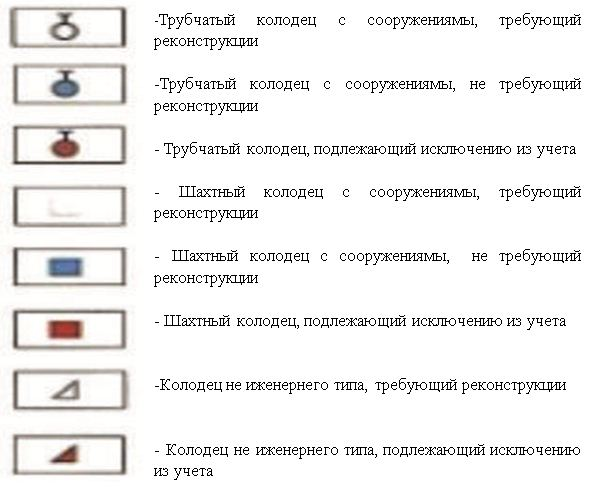 -Трубчатый колодец с сооружениямы, требующий
реконструкции
-Трубчатый колодец с сооружениямы, не требующий
реконструкции
- Трубчатый колодец, подлежающий исключению из учета
- Шахтный колодец с сооружениямы, требующий
реконструкции
- Шахтный колодец с сооружениямы, не требующий
реконструкции
- Шахтный колодец, подлежающий исключению из учета
-Колодец не иженернего типа, требующий реконструкции
- Колодец не иженернего типа, подлежающий исключению
из учета